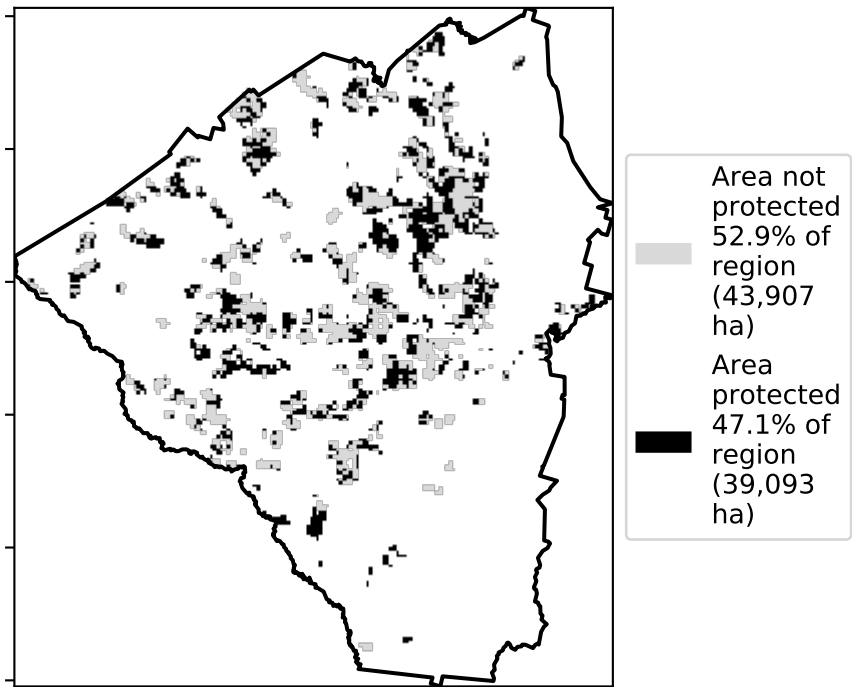 Area not
protected
52.9% of
region
(43,907
ha)
Area
protected
47.1% of
region
(39,093
ha)